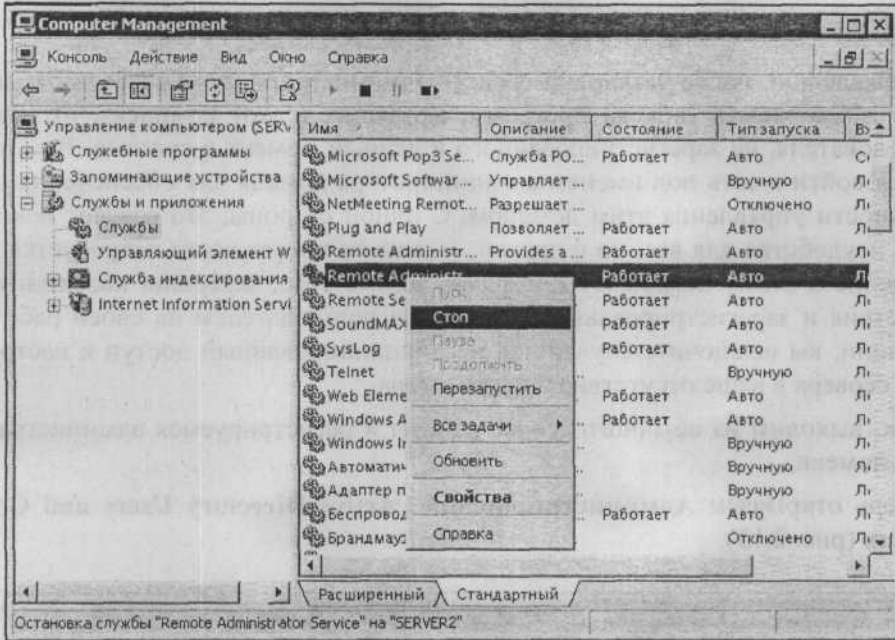 Computer Management
Консоль Действие Вид Окно Справка
Управление компьютером (SERV
Служебные программы
Запоминающие устройства
Службы и приложения
Службы
Управляющий элемент W
Служба индексирования
Internet Information Servi
Имя Описание Состояние Тип запуска
Microsoft Pop3 Se... Служба PO... Работает Авто
Microsoft Softwar... Управляет... Вручную
NetMeeting Remot... Разрешает ... Отключено
Plug and Play Позволяет ... Работает Авто
Remote Administr... Provides a... Работает Авто
Remote Administr... Работает Авто
Remote Se Работает Авто
SoundMAX Работает Авто
SysLog Работает Авто
Telnet Вручную
Web Eleme Работает Авто
Windows A Работает Авто
Windows In Вручную
Автомати Вручную
Адаптер п Вручную
Беспровод Работает Авто
Брандмауэ Отключено
Пуск
Стоп
Пауза
Продолжить
Перезапустить
Все задачи
Обновить
Свойства
Справка
Расширенный Стандартный
Остановка службы "Remote Administrator Service" на "SERVER2"